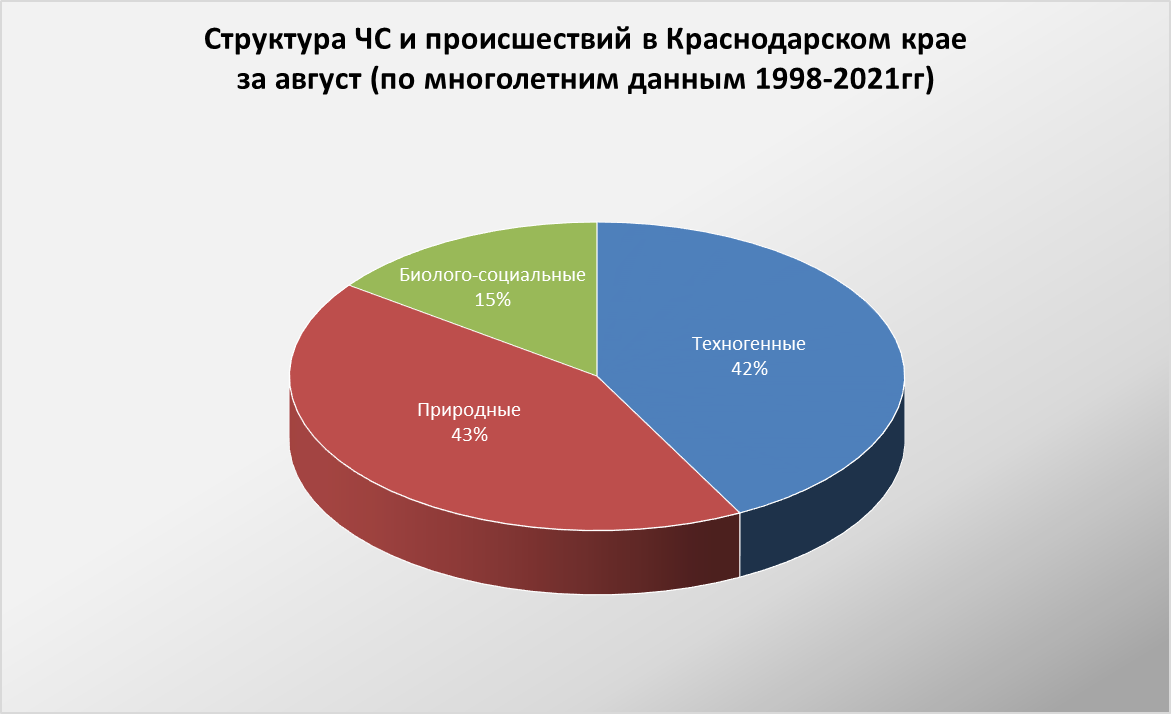 Структура ЧС и происшествий в Краснодарском крае
за август (по многолетним данным 1998-2021гг)
Биолого-социальные
15%
Техногенные
42%
Природные
43%